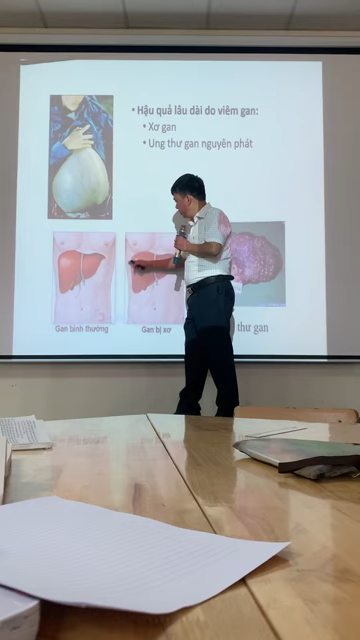 • Hậu quả lâu dài do viêm gan:
• Xơ gan
• Ung thư gan nguyên phát
Gan bình thường
Gan bị xơ
thư gan